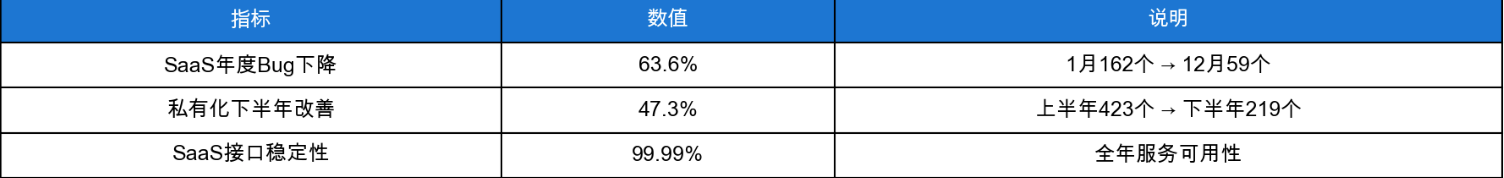 指标 数值 说明
SaaS年度Bug下降 63.6% 1月162个 → 12月59个
私有化下半年改善 47.3% 上半年423个 → 下半年219个
SaaS接口稳定性 99.99% 全年服务可用性